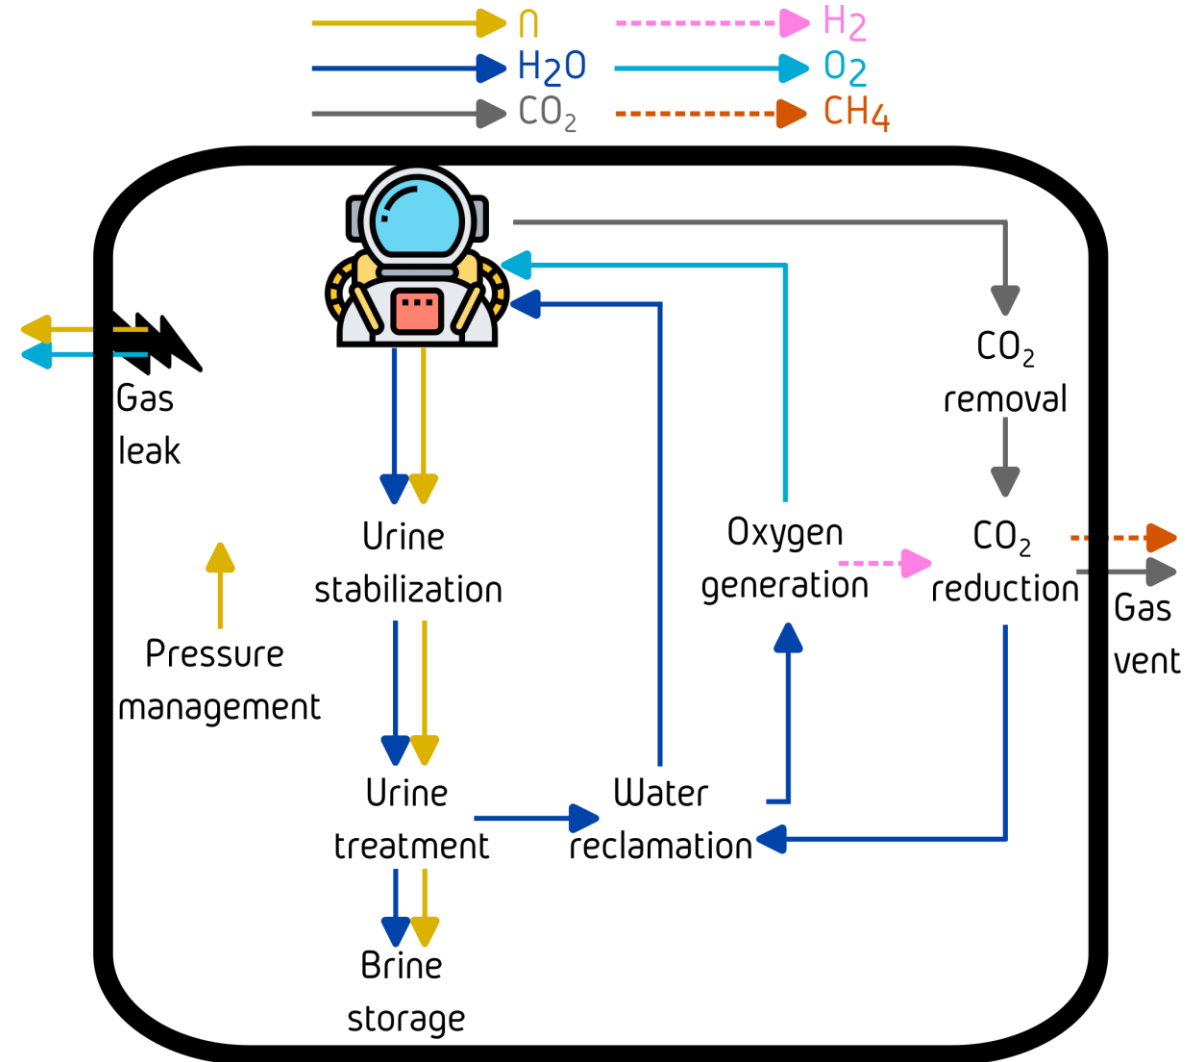 N
H2O
CO2
H2
O2
CH4
CO2
removal
Gas
leak
Urine
stabilization
Oxygen
generation
CO2
reduction
Gas
vent
Pressure
management
Urine
treatment
Water
reclamation
Brine
storage